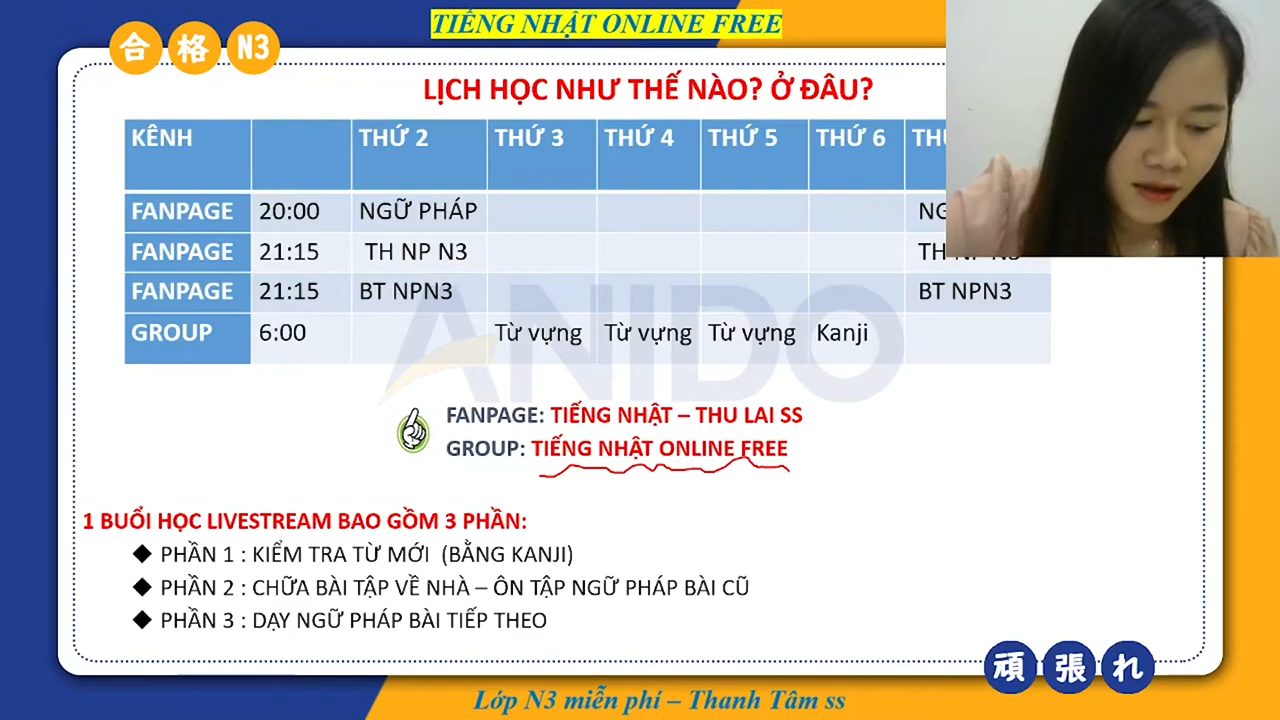 TIẾNG NHẬT ONLINE FREE
合格 N3
LỊCH HỌC NHƯ THẾ NÀO? Ở ĐÂU?
KÊNH THỨ 2 THỨ 3 THỨ 4 THỨ 5 THỨ 6
FANPAGE 20:00 NGỮ PHÁP
FANPAGE 21:15 TH NP N3 TH NP N3
FANPAGE 21:15 BT NPN3 BT NPN3
GROUP 6:00 Từ vựng Từ vựng Từ vựng Kanji
ANIDO
FANPAGE: TIẾNG NHẬT – THU LAI SS
GROUP: TIẾNG NHẬT ONLINE FREE
1 BUỔI HỌC LIVESTREAM BAO GỒM 3 PHẦN:
PHẦN 1 : KIỂM TRA TỪ MỚI (BẰNG KANJI)
PHẦN 2 : CHỮA BÀI TẬP VỀ NHÀ – ÔN TẬP NGỮ PHÁP BÀI CŨ
PHẦN 3 : DẠY NGỮ PHÁP BÀI TIẾP THEO
頑張れ
Lớp N3 miễn phí – Thanh Tâm ss